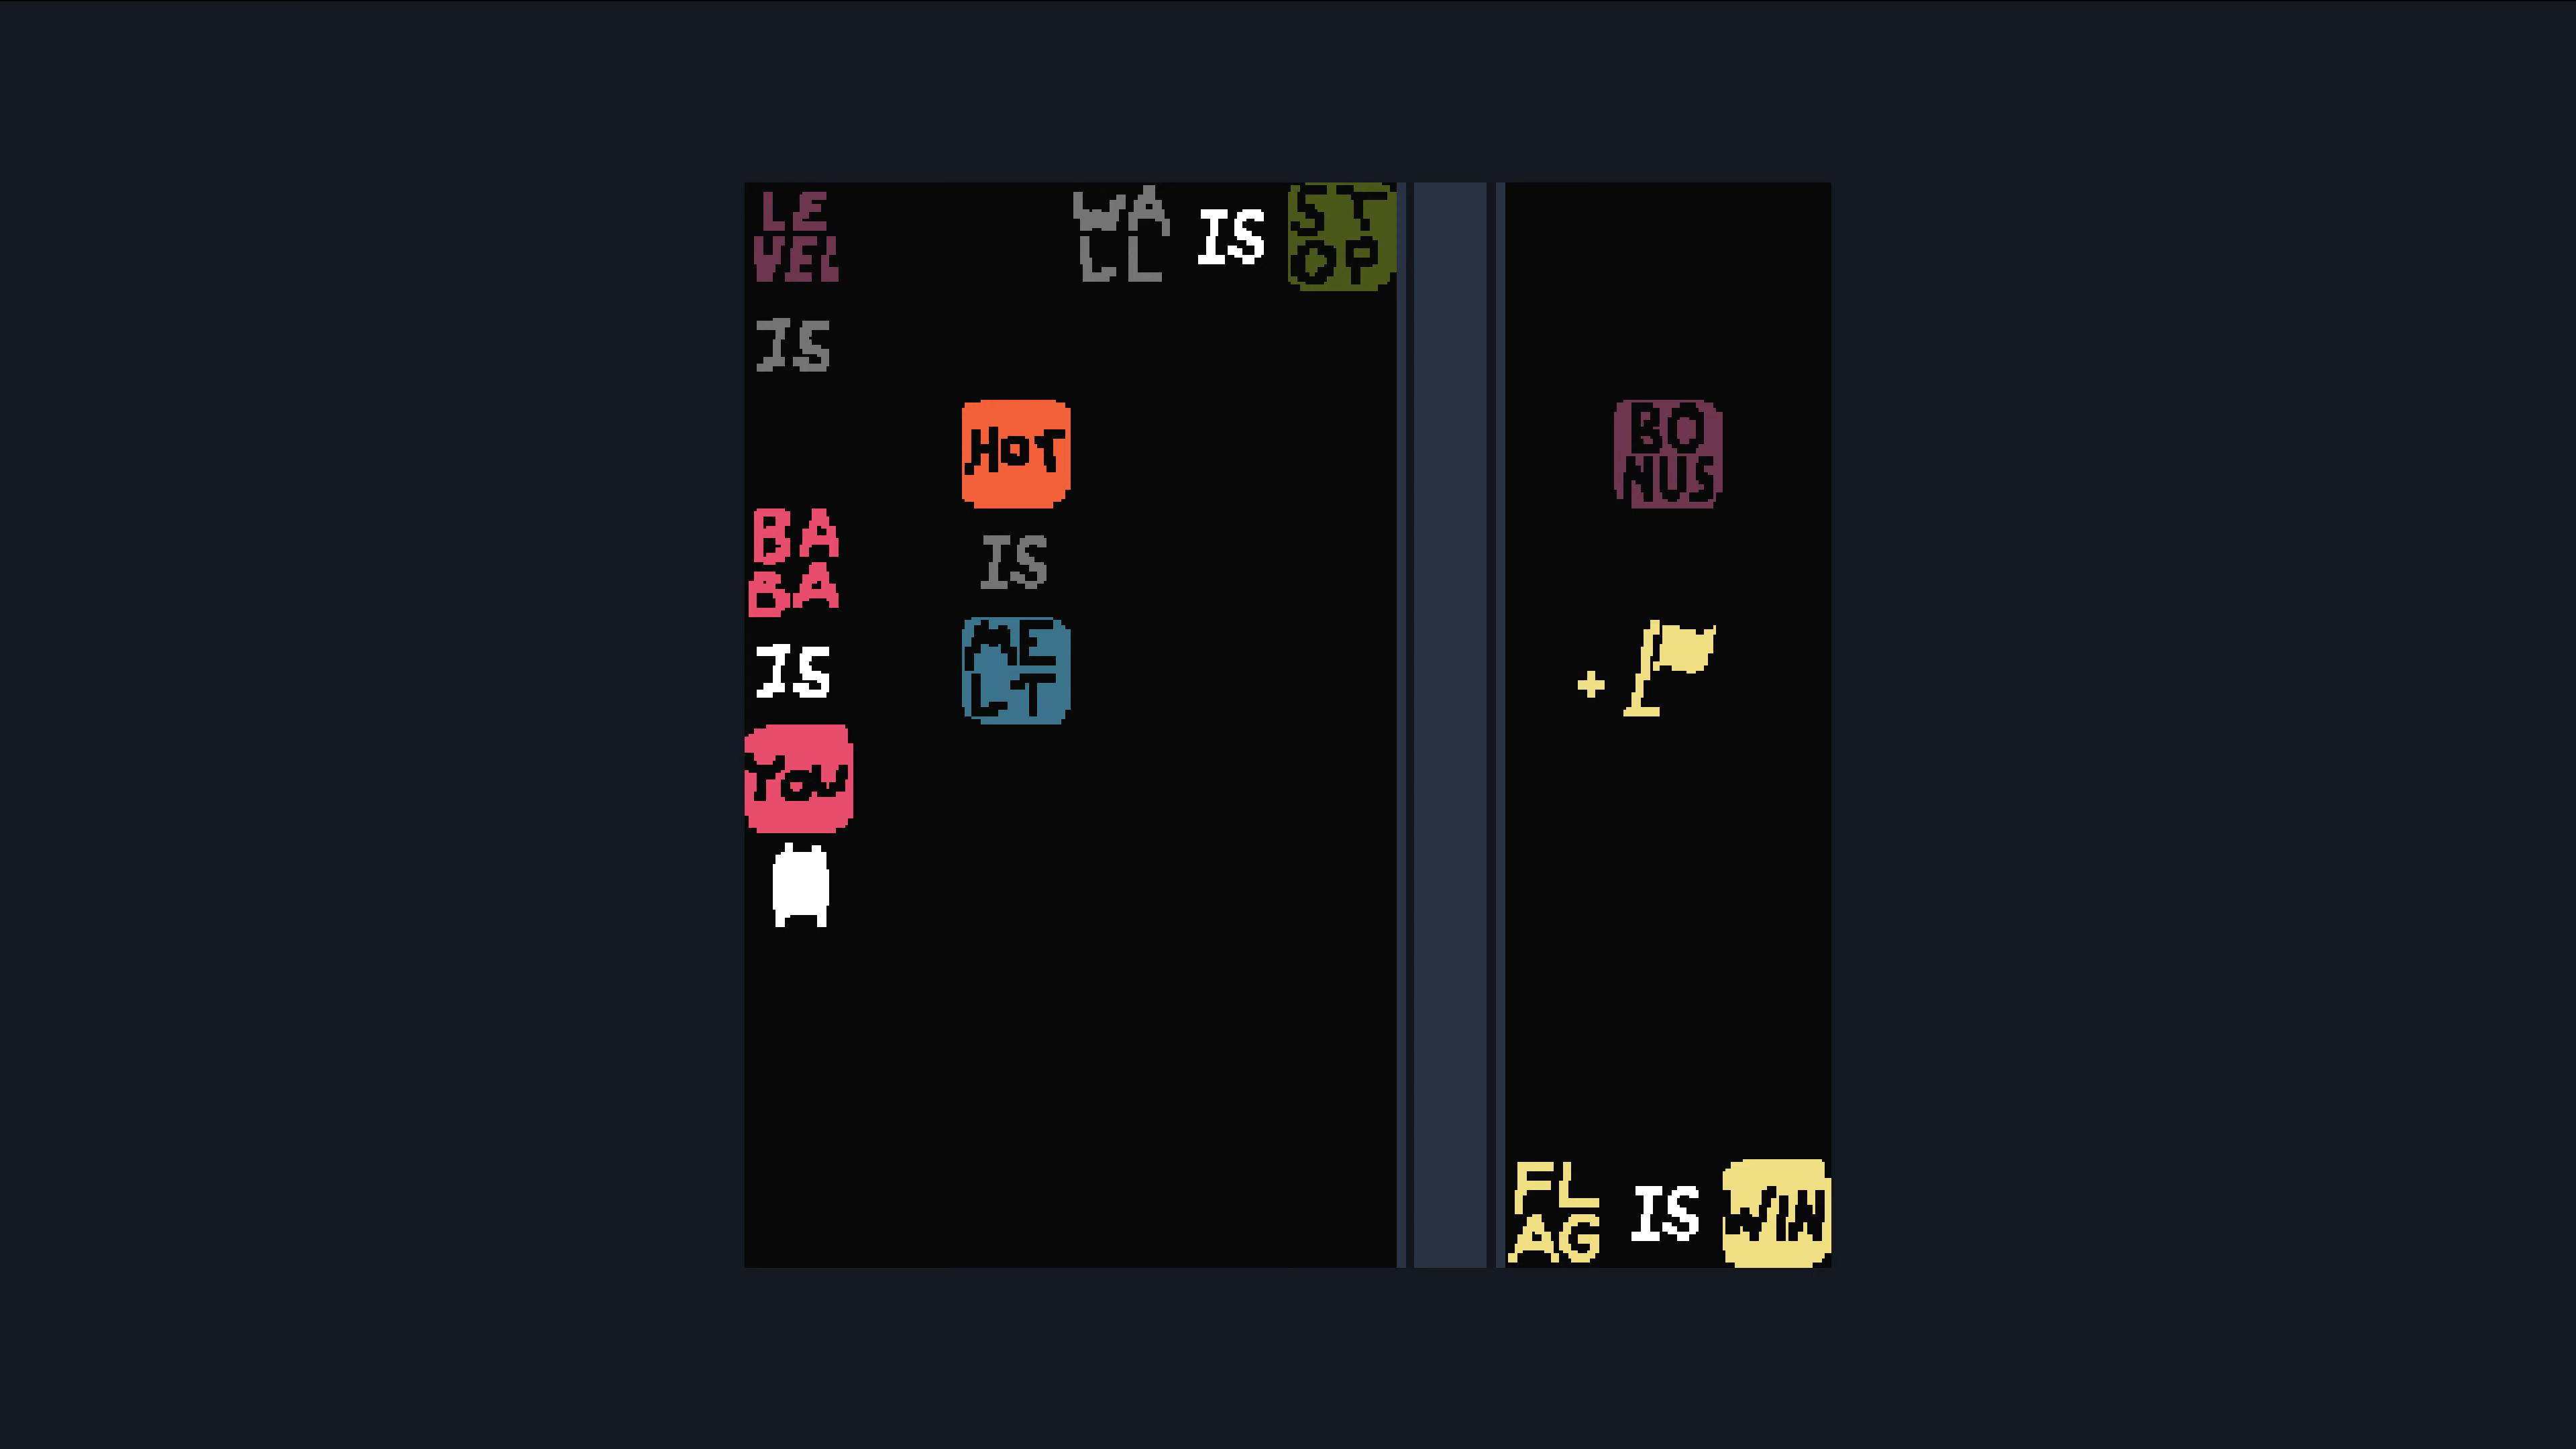 LEVEL
IS
WALL IS STOP
HOT
IS
MELT
BABA
IS
YOU
BONUS
FLAG IS WIN